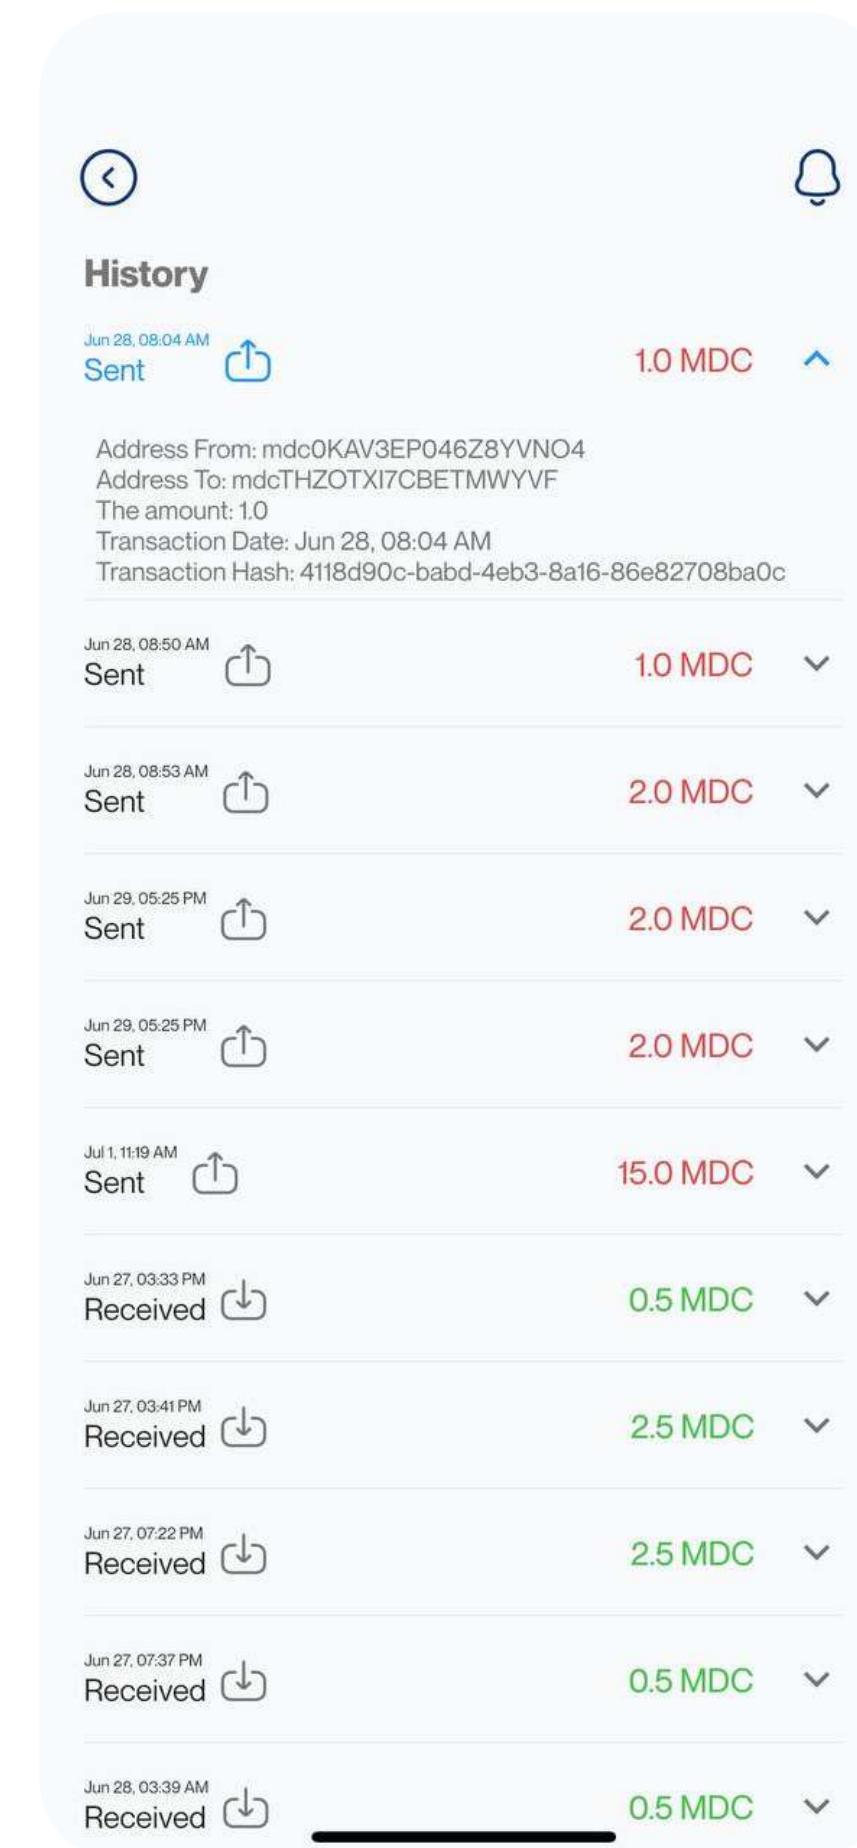 History
Jun 28, 08:04 AM
Sent
1.0 MDC
Address From: mdc0KAV3EP046Z8YVNO4
Address To: mdcTHZOTXI7CBETMWYVF
The amount: 1.0
Transaction Date: Jun 28, 08:04 AM
Transaction Hash: 4118d90c-babd-4eb3-8a16-86e82708ba0c
Jun 28, 08:50 AM
Sent
1.0 MDC
Jun 28, 08:53 AM
Sent
2.0 MDC
Jun 29, 05:25 PM
Sent
2.0 MDC
Jun 29, 05:25 PM
Sent
2.0 MDC
Jul 1, 11:19 AM
Sent
15.0 MDC
Jun 27, 03:33 PM
Received
0.5 MDC
Jun 27, 03:41 PM
Received
2.5 MDC
Jun 27, 07:22 PM
Received
2.5 MDC
Jun 27, 07:37 PM
Received
0.5 MDC
Jun 28, 03:39 AM
Received
0.5 MDC